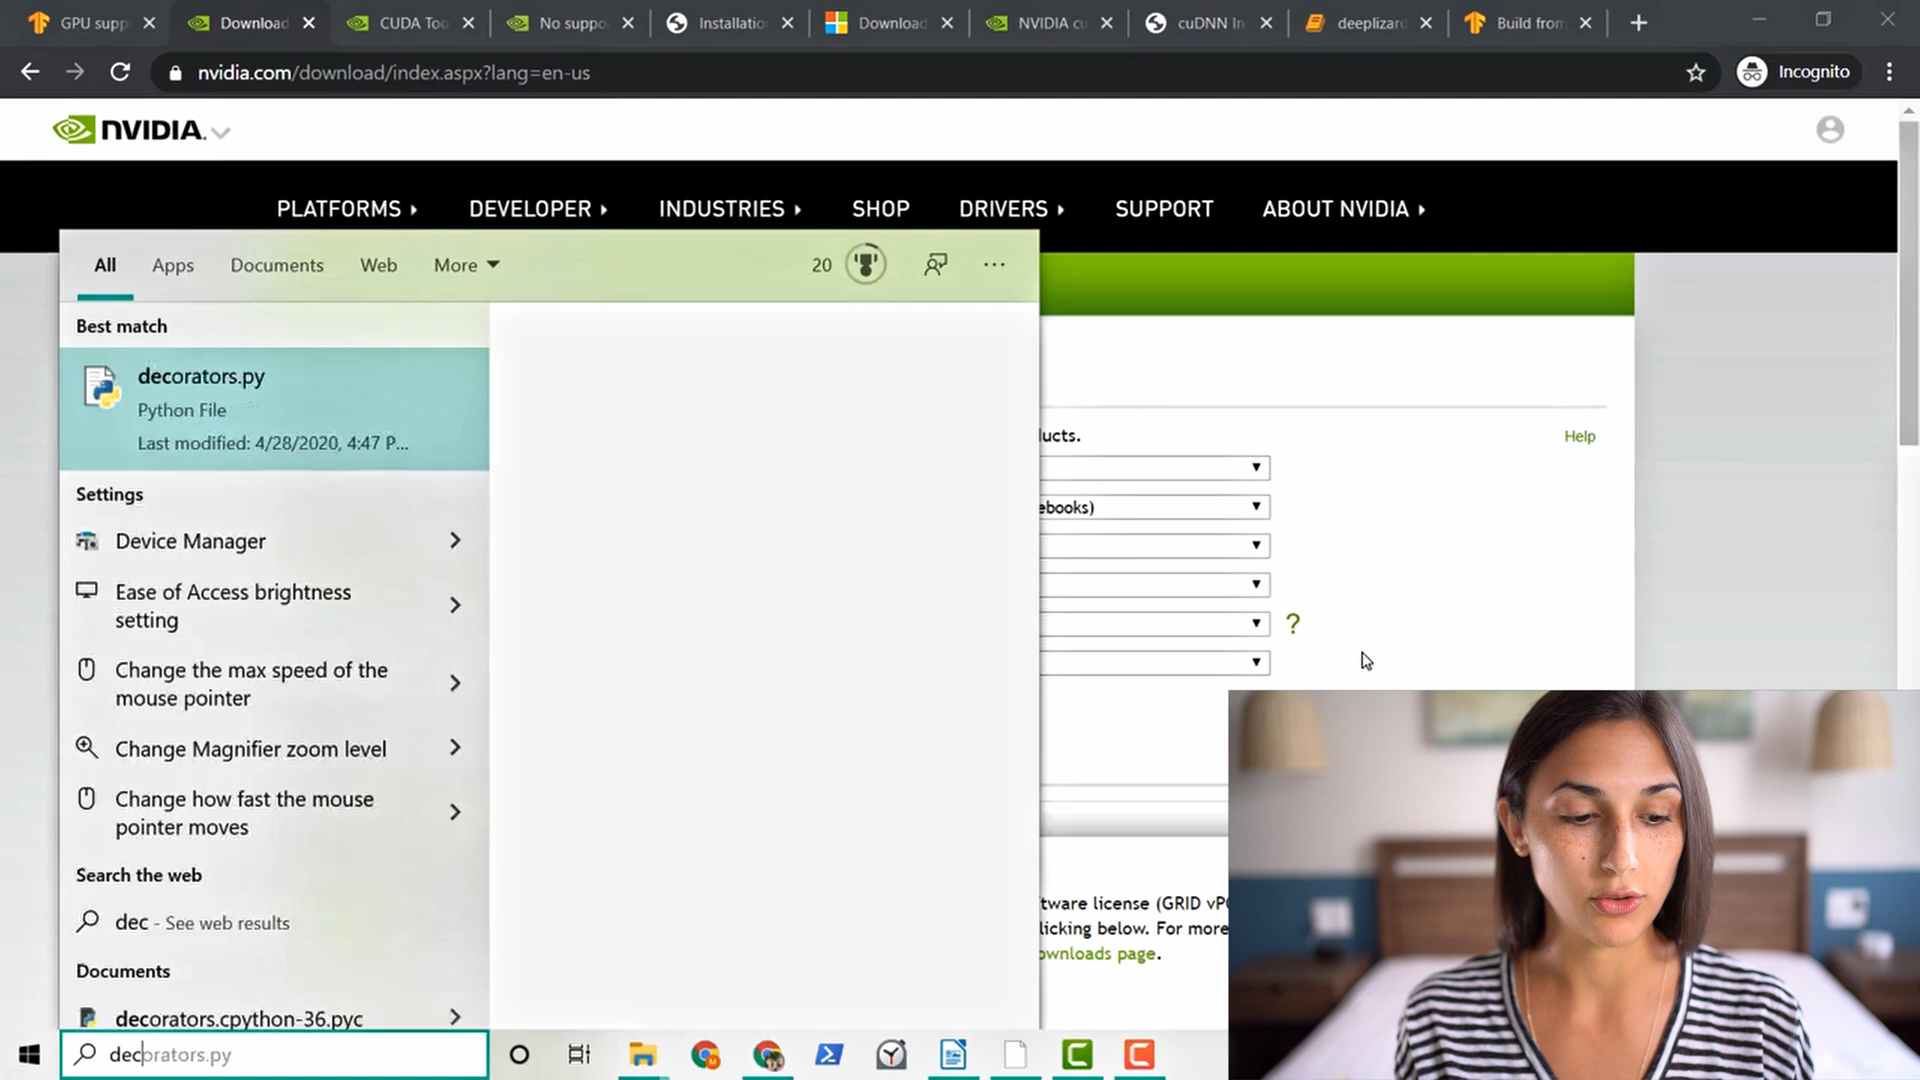 GPU supp
Download
CUDA Too
No suppo
Installatio
Download
NVIDIA cu
cuDNN In
deeplizard
Build from
nvidia.com/download/index.aspx?lang=en-us
Incognito
NVIDIA.
PLATFORMS
DEVELOPER
INDUSTRIES
SHOP
DRIVERS
SUPPORT
ABOUT NVIDIA
All
Apps
Documents
Web
More
20
Best match
decorators.py
Python File
Last modified: 4/28/2020, 4:47 P...
ucts.
Help
ebooks)
?
Settings
Device Manager
Ease of Access brightness
setting
Change the max speed of the
mouse pointer
Change Magnifier zoom level
Change how fast the mouse
pointer moves
Search the web
dec - See web results
tware license (GRID vP
licking below. For more
ownloads page.
Documents
decorators.cpython-36.pyc
decorators.py